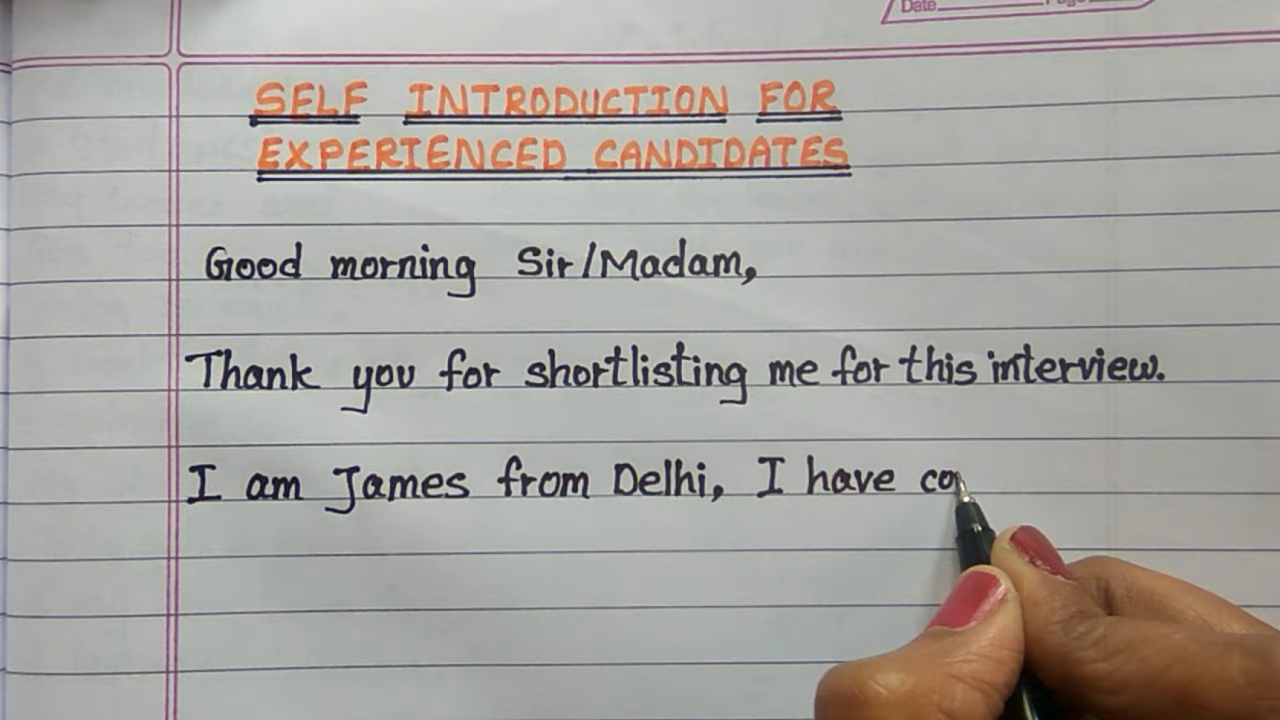 Date
SELF INTRODUCTION FOR
EXPERIENCED CANDIDATES
Good morning Sir/Madam,
Thank you for shortlisting me for this interview.
I am James from Delhi, I have co